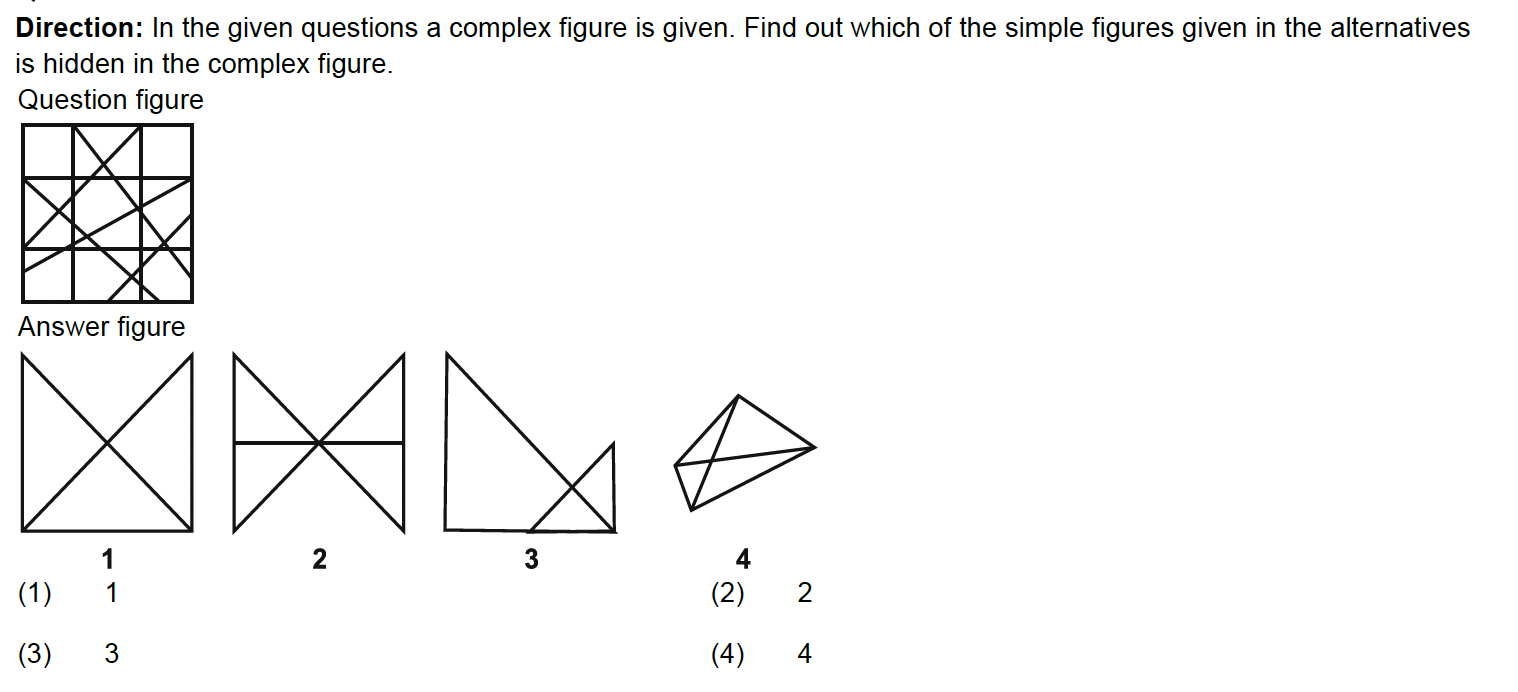 Direction: In the given questions a complex figure is given. Find out which of the simple figures given in the alternatives
is hidden in the complex figure.
Question figure
Answer figure
1 2 3 4
(1) 1 (2) 2
(3) 3 (4) 4